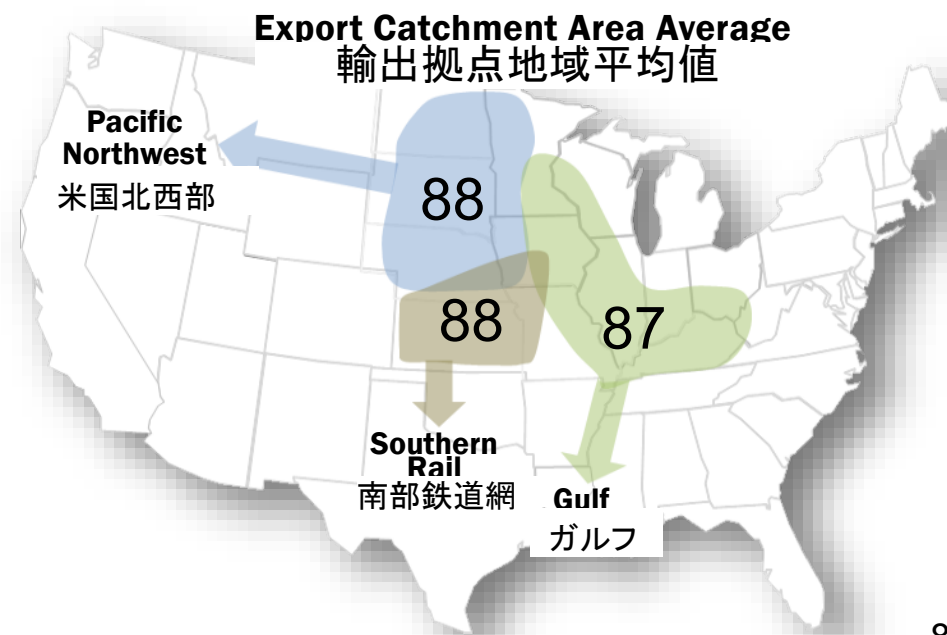 Export Catchment Area Average
輸出拠点地域平均値
Pacific
Northwest
米国北西部
88
88
87
Southern
Rail
南部鉄道網
Gulf
ガルフ